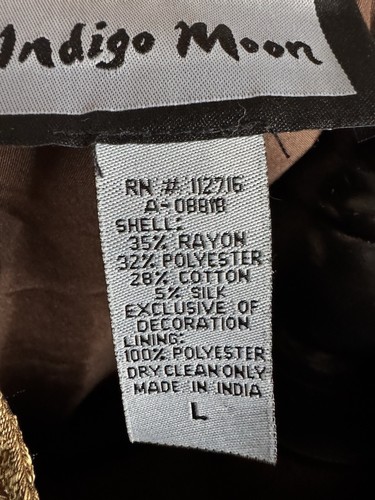 Indigo Moon
RN # 112716
A-08818
SHELL:
35% RAYON
32% POLYESTER
28% COTTON
5% SILK
EXCLUSIVE OF
DECORATION
LINING:
100% POLYESTER
DRY CLEAN ONLY
MADE IN INDIA
L